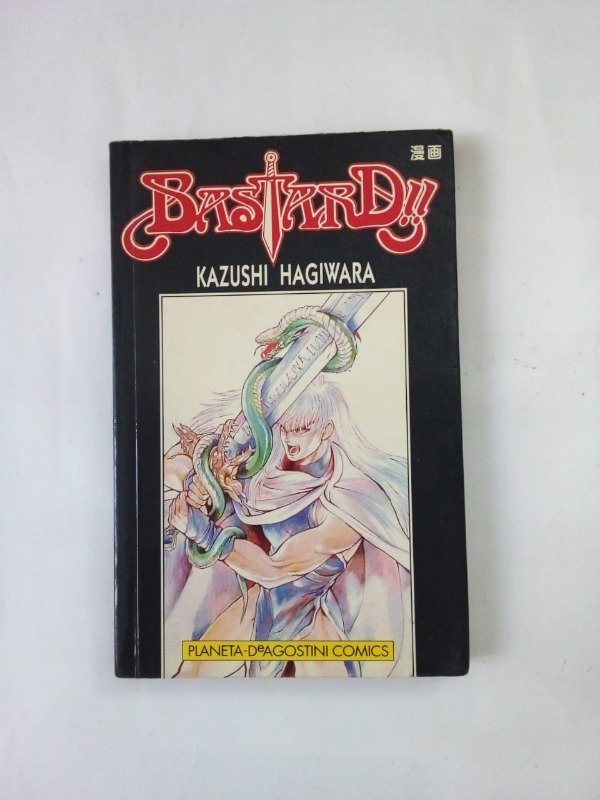 漫画
BASTARD!!
KAZUSHI HAGIWARA
PLANETA-DeAGOSTINI COMICS